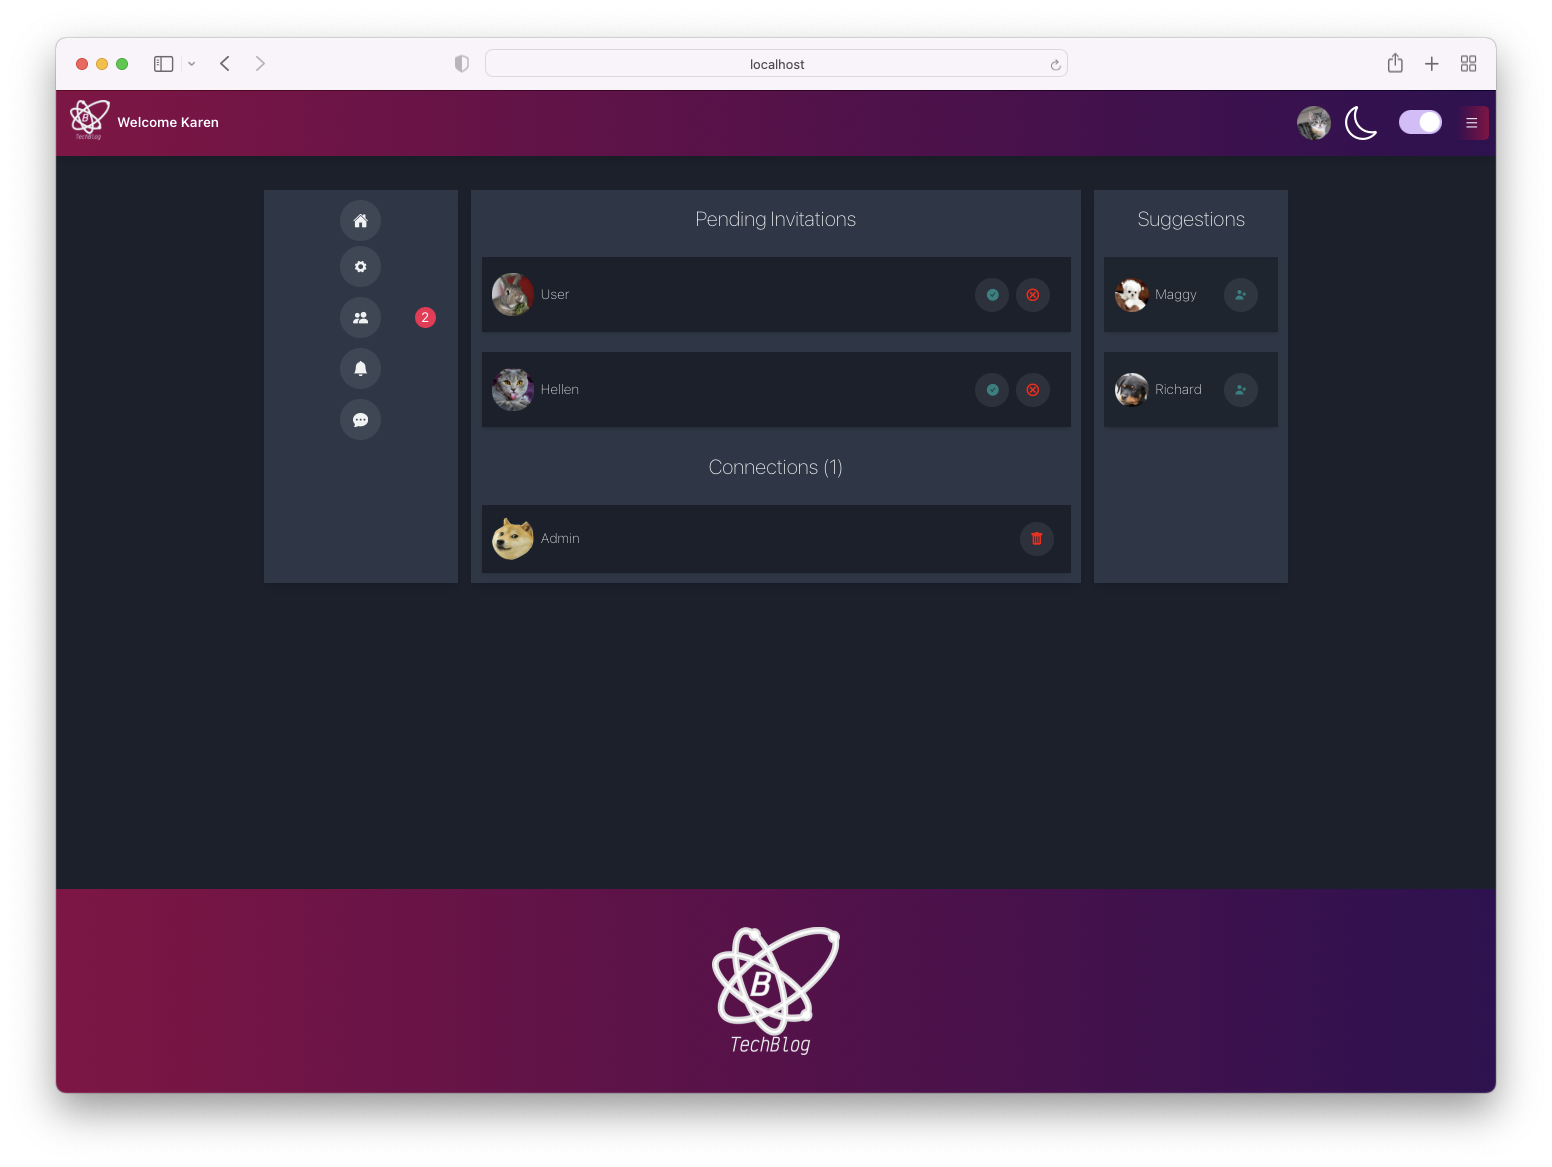 localhost
B
TechBlog
Welcome Karen
Pending Invitations
User
Hellen
Connections (1)
Admin
2
Suggestions
Maggy
Richard
B
TechBlog